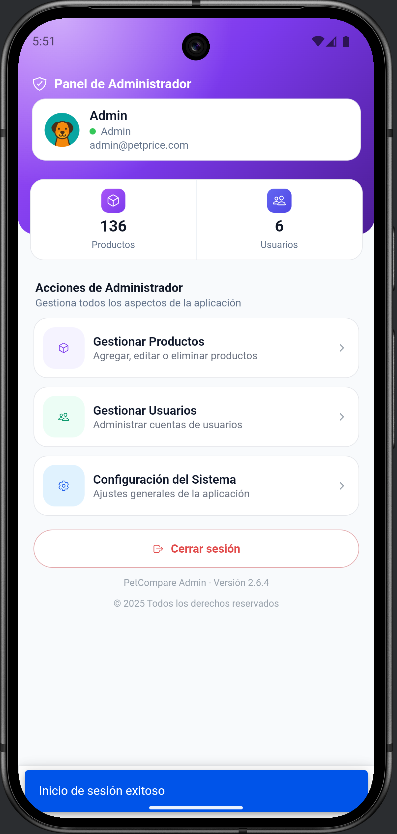 5:51
Panel de Administrador
Admin
Admin
admin@petprice.com
136
Productos
6
Usuarios
Acciones de Administrador
Gestiona todos los aspectos de la aplicación
Gestionar Productos
Agregar, editar o eliminar productos
Gestionar Usuarios
Administrar cuentas de usuarios
Configuración del Sistema
Ajustes generales de la aplicación
Cerrar sesión
PetCompare Admin · Versión 2.6.4
© 2025 Todos los derechos reservados
Inicio de sesión exitoso